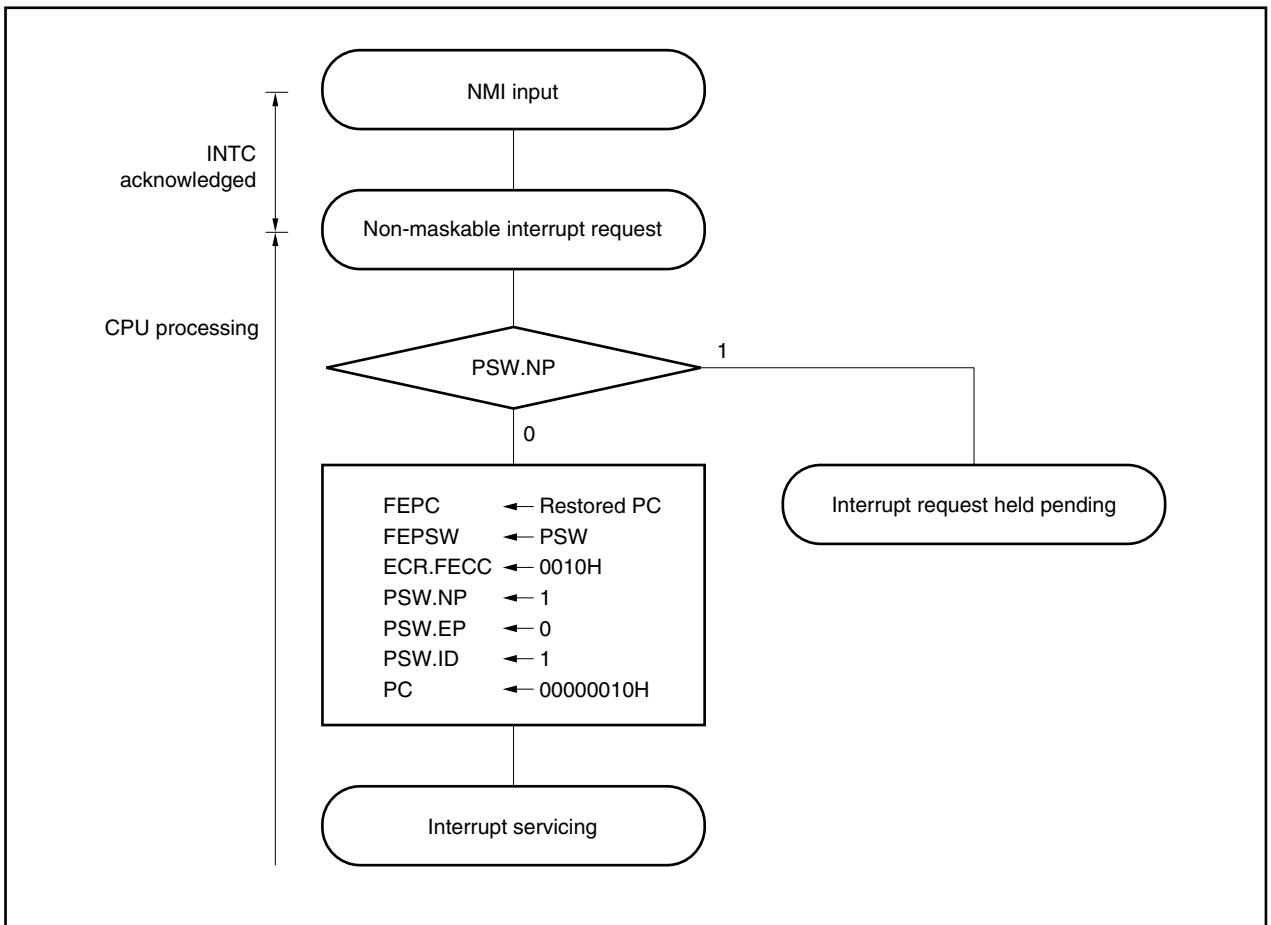 NMI input
INTC
acknowledged
Non-maskable interrupt request
CPU processing
PSW.NP
1
0
FEPC ← Restored PC
FEPSW ← PSW
ECR.FECC ← 0010H
PSW.NP ← 1
PSW.EP ← 0
PSW.ID ← 1
PC ← 00000010H
Interrupt request held pending
Interrupt servicing